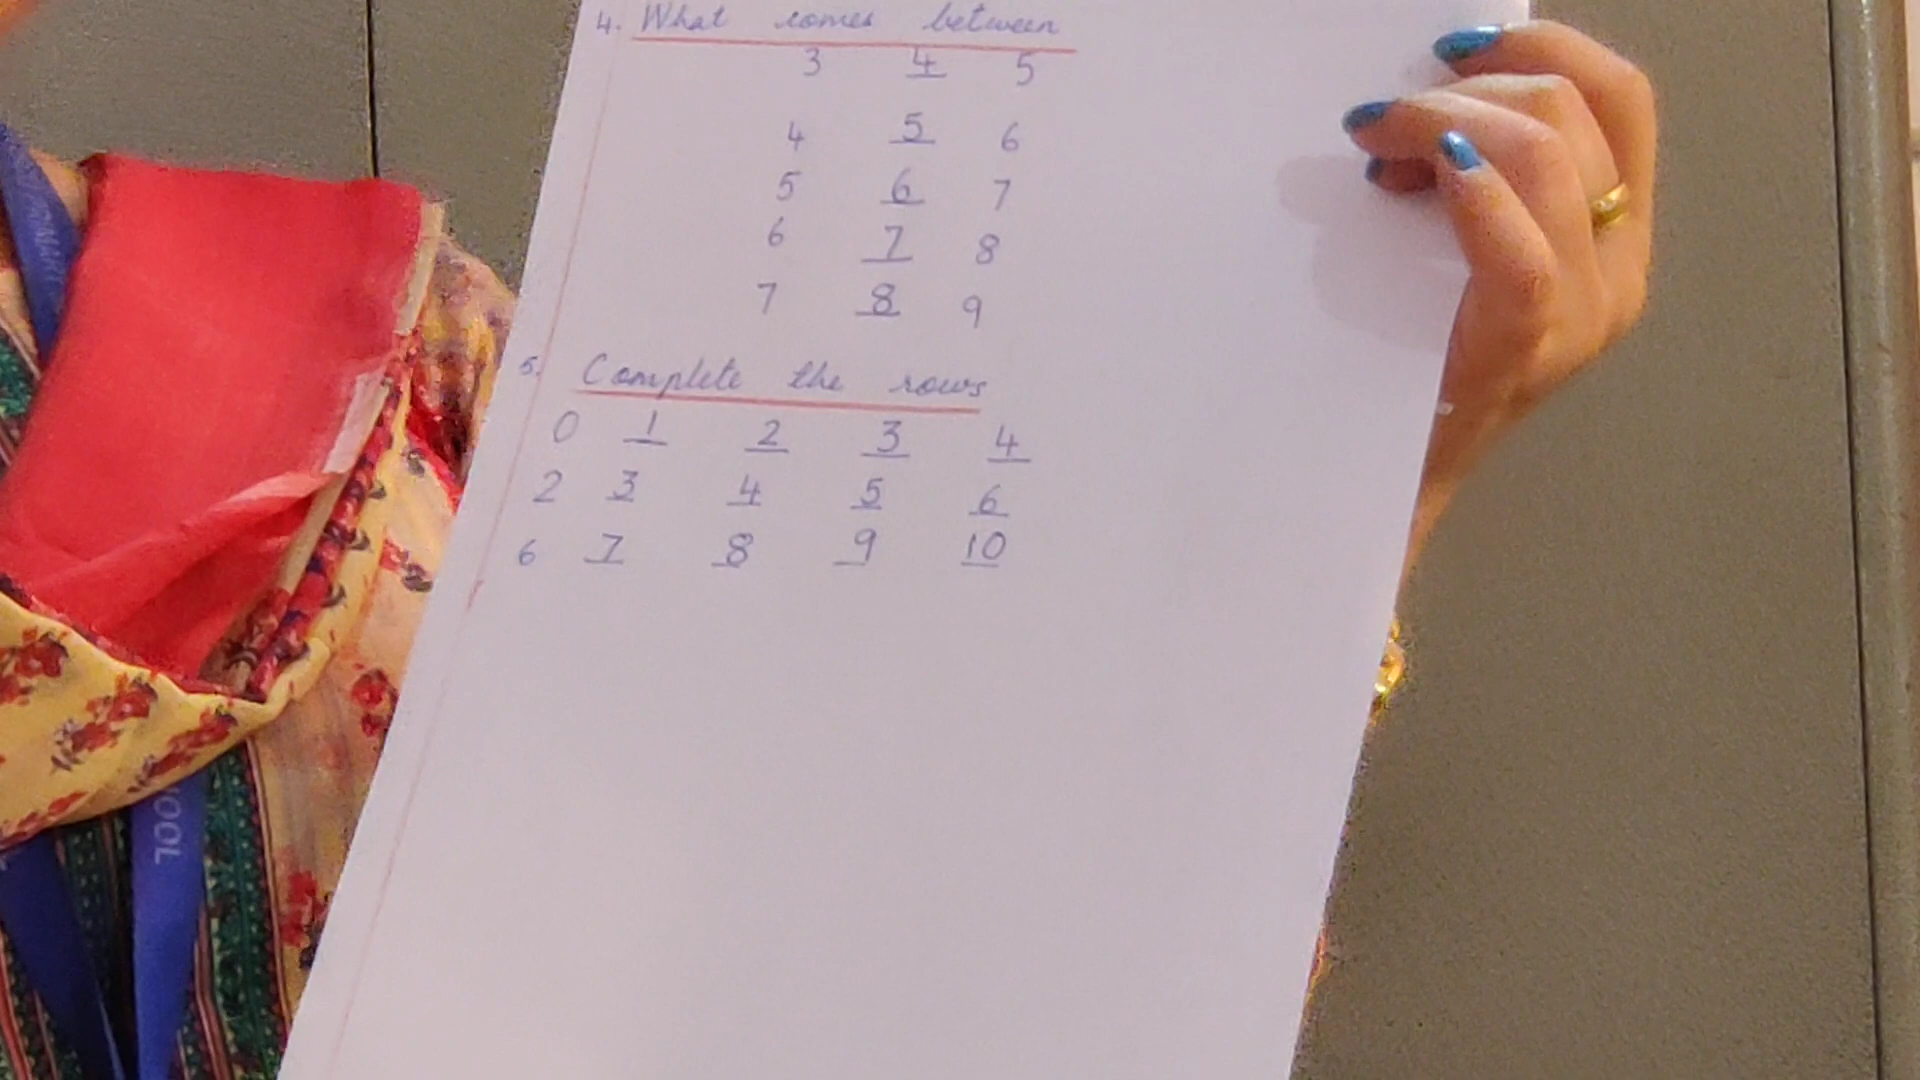 4. What comes between
3 4 5
4 5 6
5 6 7
6 7 8
7 8 9
5. Complete the rows
0 1 2 3 4
2 3 4 5 6
6 7 8 9 10